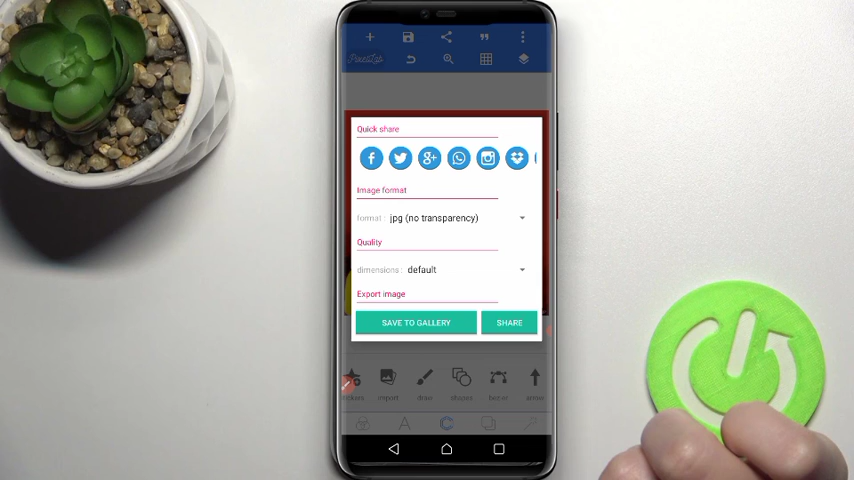 PixelLab
Quick share
Image format
format : jpg (no transparency)
Quality
dimensions : default
Export image
SAVE TO GALLERY
SHARE
import
draw
shapes